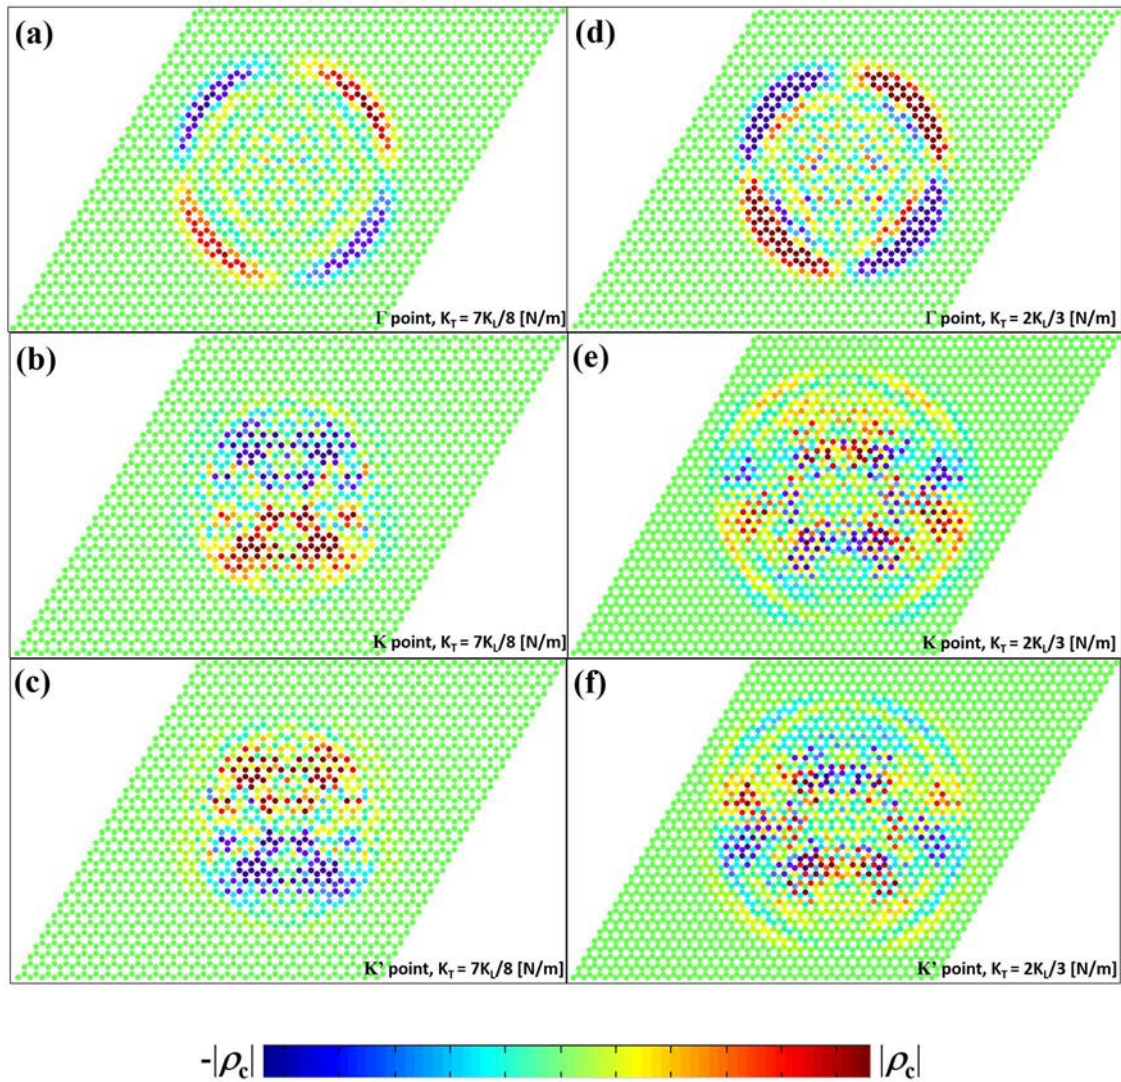 (a)
Γ point, K_T = 7K_L/8 [N/m]
(d)
Γ point, K_T = 2K_L/3 [N/m]
(b)
K point, K_T = 7K_L/8 [N/m]
(e)
K point, K_T = 2K_L/3 [N/m]
(c)
K' point, K_T = 7K_L/8 [N/m]
(f)
K' point, K_T = 2K_L/3 [N/m]
-|ρ_c| |ρ_c|